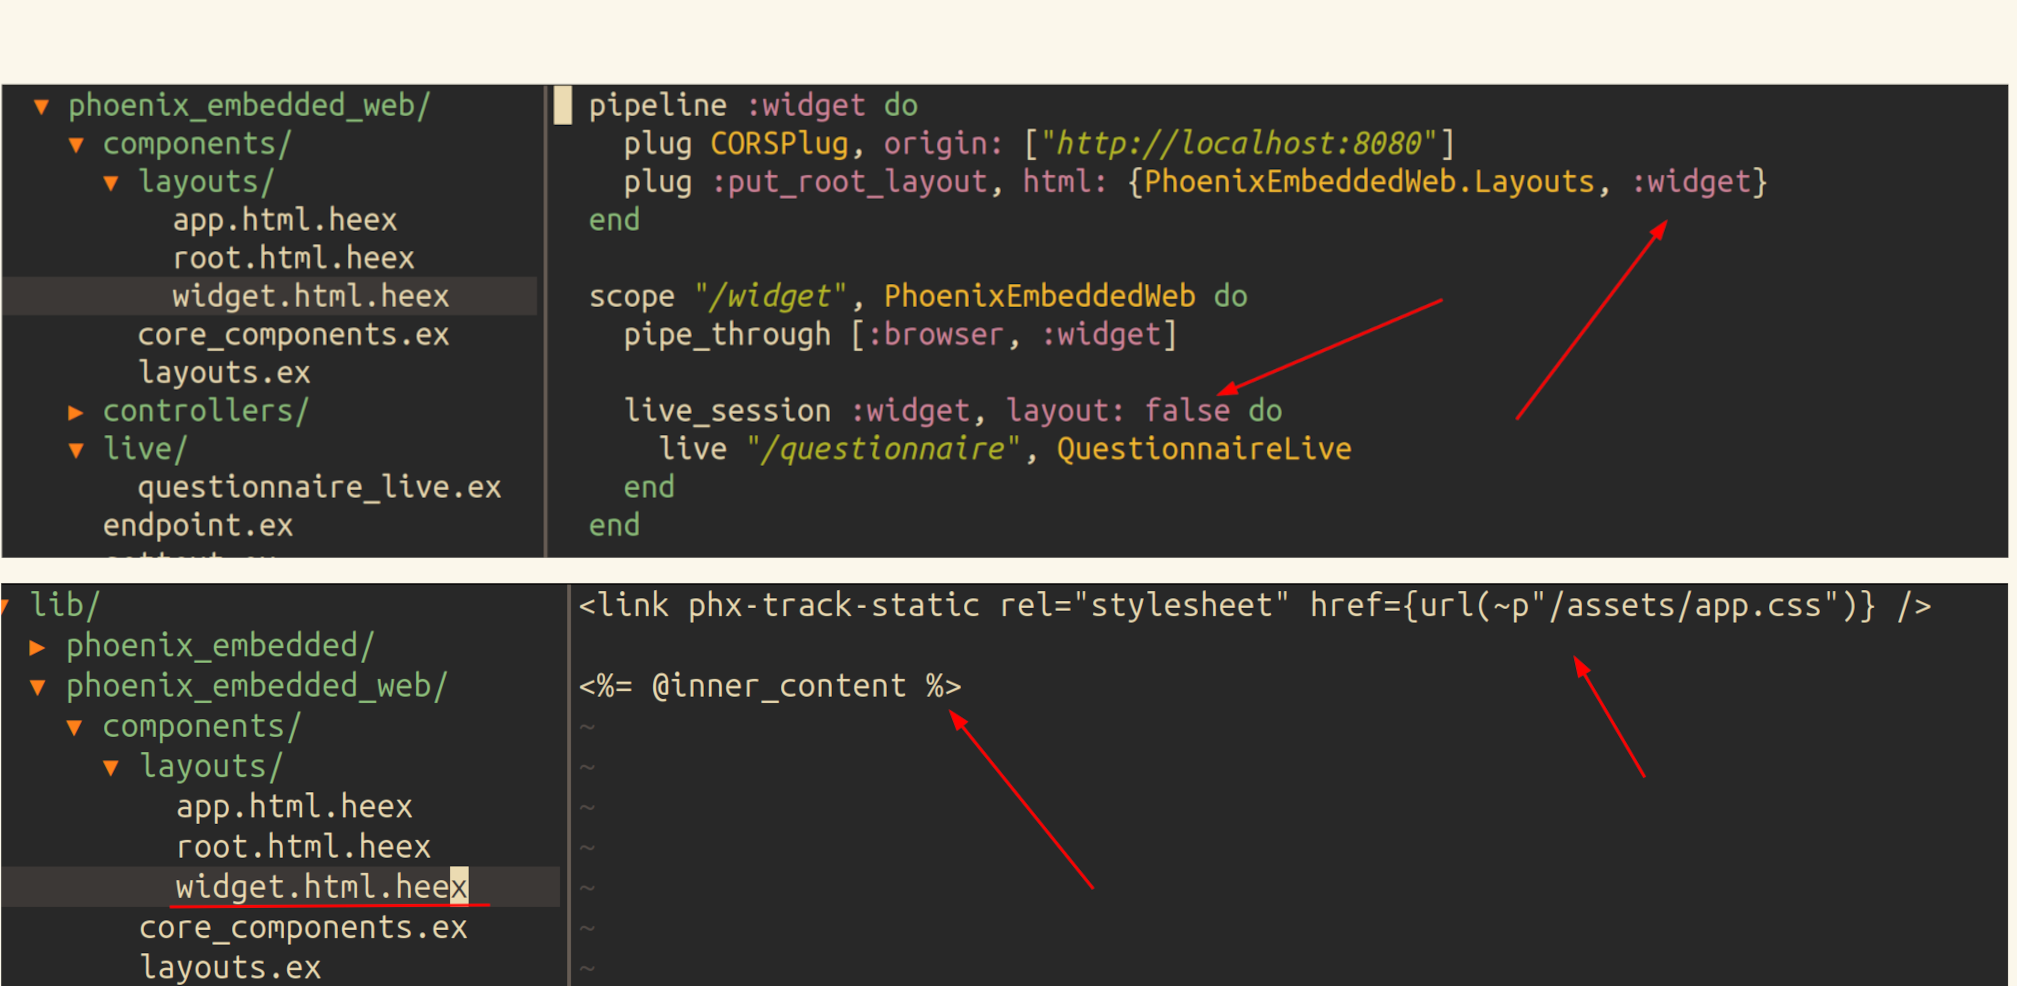 ▾ phoenix_embedded_web/
▾ components/
▾ layouts/
app.html.heex
root.html.heex
widget.html.heex
core_components.ex
layouts.ex
▸ controllers/
▾ live/
questionnaire_live.ex
endpoint.ex
pipeline :widget do
plug CORSPlug, origin: ["http://localhost:8080"]
plug :put_root_layout, html: {PhoenixEmbeddedWeb.Layouts, :widget}
end
scope "/widget", PhoenixEmbeddedWeb do
pipe_through [:browser, :widget]
live_session :widget, layout: false do
live "/questionnaire", QuestionnaireLive
end
end
▾ lib/
▸ phoenix_embedded/
▾ phoenix_embedded_web/
▾ components/
▾ layouts/
app.html.heex
root.html.heex
widget.html.heex
core_components.ex
layouts.ex
<link phx-track-static rel="stylesheet" href={url(~p"/assets/app.css")} />
<%= @inner_content %>
~
~
~
~
~
~
~